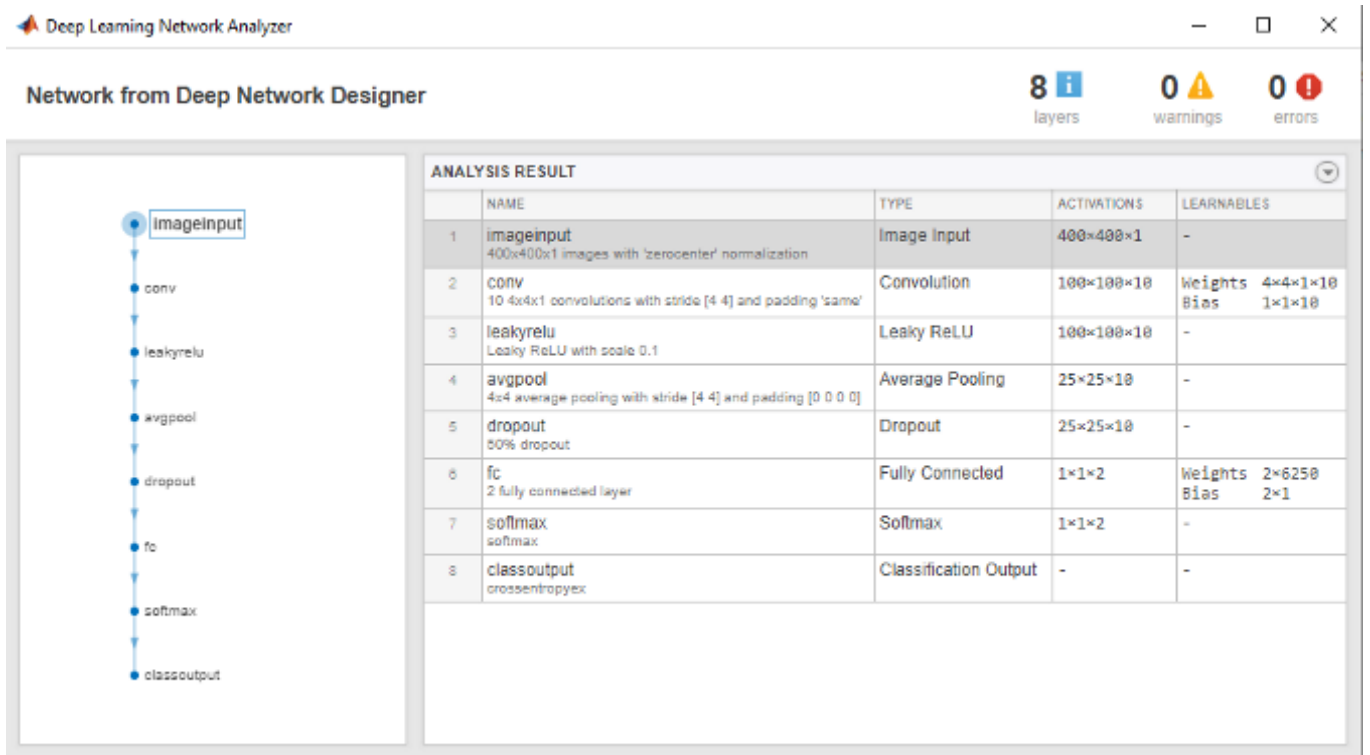 Deep Learning Network Analyzer
Network from Deep Network Designer
8 layers
0 warnings
0 errors
imageinput
conv
leakyrelu
avgpool
dropout
fc
softmax
classoutput
ANALYSIS RESULT
NAME TYPE ACTIVATIONS LEARNABLES
1 imageinput Image Input 400×400×1 -
400x400x1 images with 'zerocenter' normalization
2 conv Convolution 100×100×10 Weights 4×4×1×10
10 4x4x1 convolutions with stride [4 4] and padding 'same' Bias 1×1×10
3 leakyrelu Leaky ReLU 100×100×10 -
Leaky ReLU with scale 0.1
4 avgpool Average Pooling 25×25×10 -
4x4 average pooling with stride [4 4] and padding [0 0 0 0]
5 dropout Dropout 25×25×10 -
50% dropout
6 fc Fully Connected 1×1×2 Weights 2×6250
2 fully connected layer Bias 2×1
7 softmax Softmax 1×1×2 -
softmax
8 classoutput Classification Output - -
crossentropyex